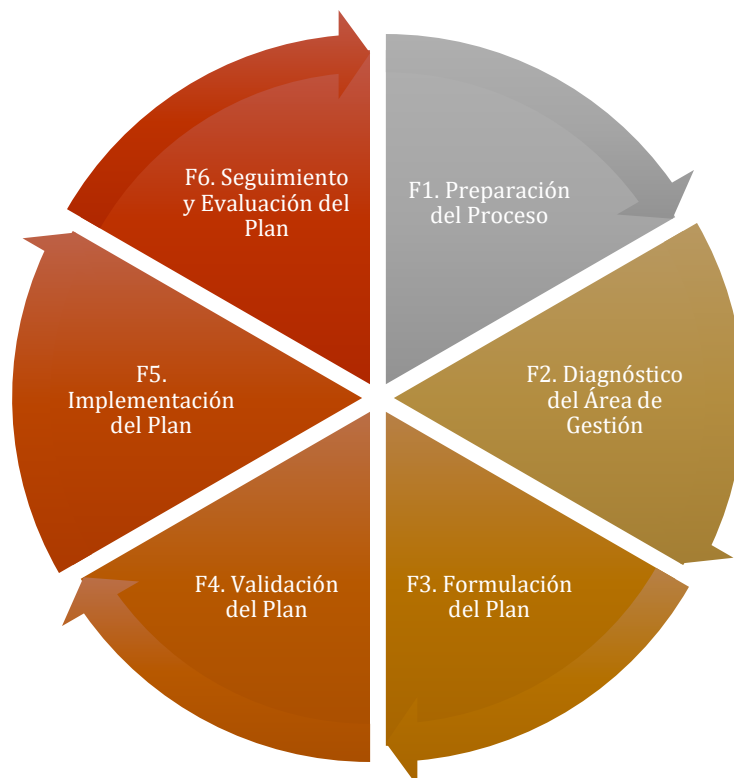 F1. Preparación
del Proceso
F2. Diagnóstico
del Área de
Gestión
F3. Formulación
del Plan
F4. Validación
del Plan
F5.
Implementación
del Plan
F6. Seguimiento
y Evaluación del
Plan